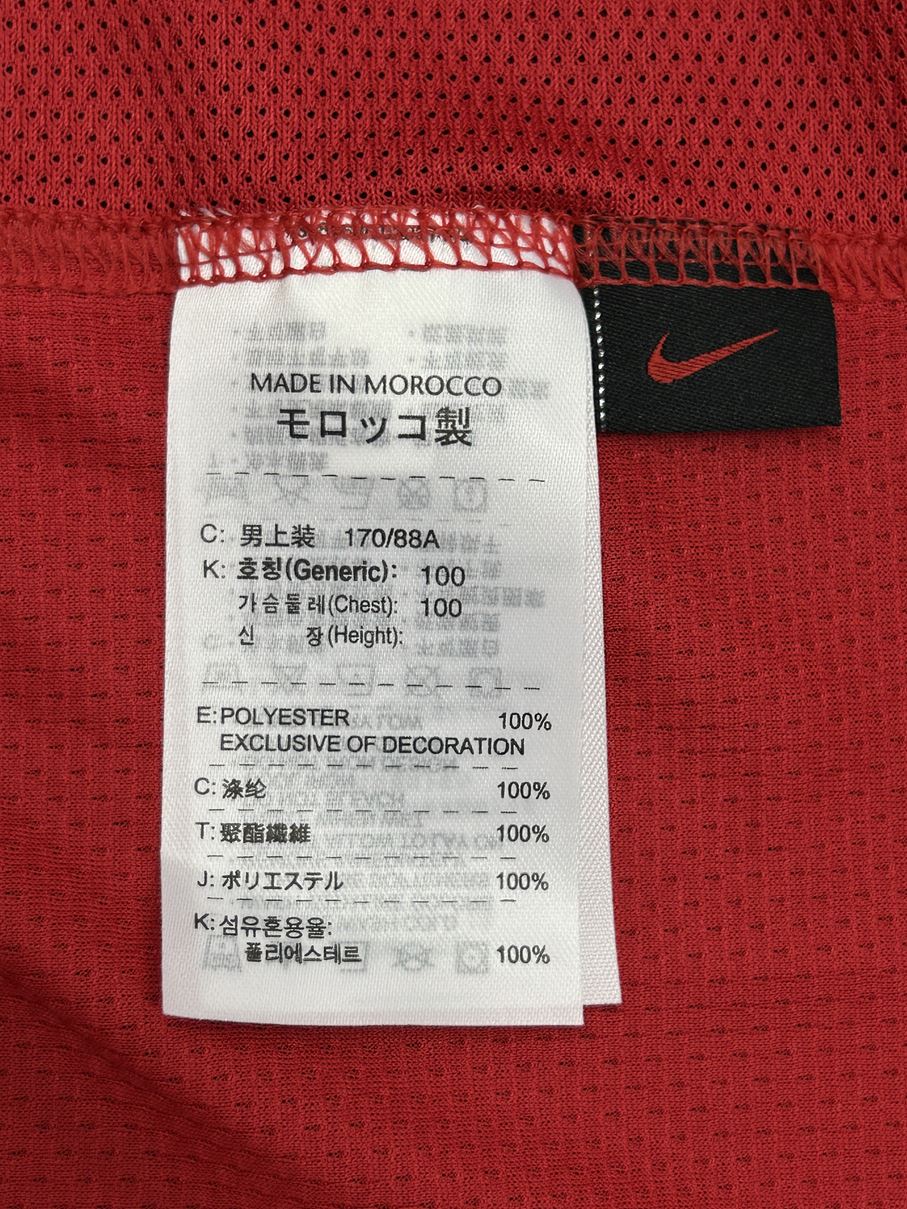 MADE IN MOROCCO
モロッコ製
C: 男上装 170/88A
K: 호칭(Generic): 100
가슴둘레(Chest): 100
신 장(Height):
E: POLYESTER 100%
EXCLUSIVE OF DECORATION
C: 涤纶 100%
T: 聚酯纖維 100%
J: ポリエステル 100%
K: 섬유혼용율:
폴리에스테르 100%